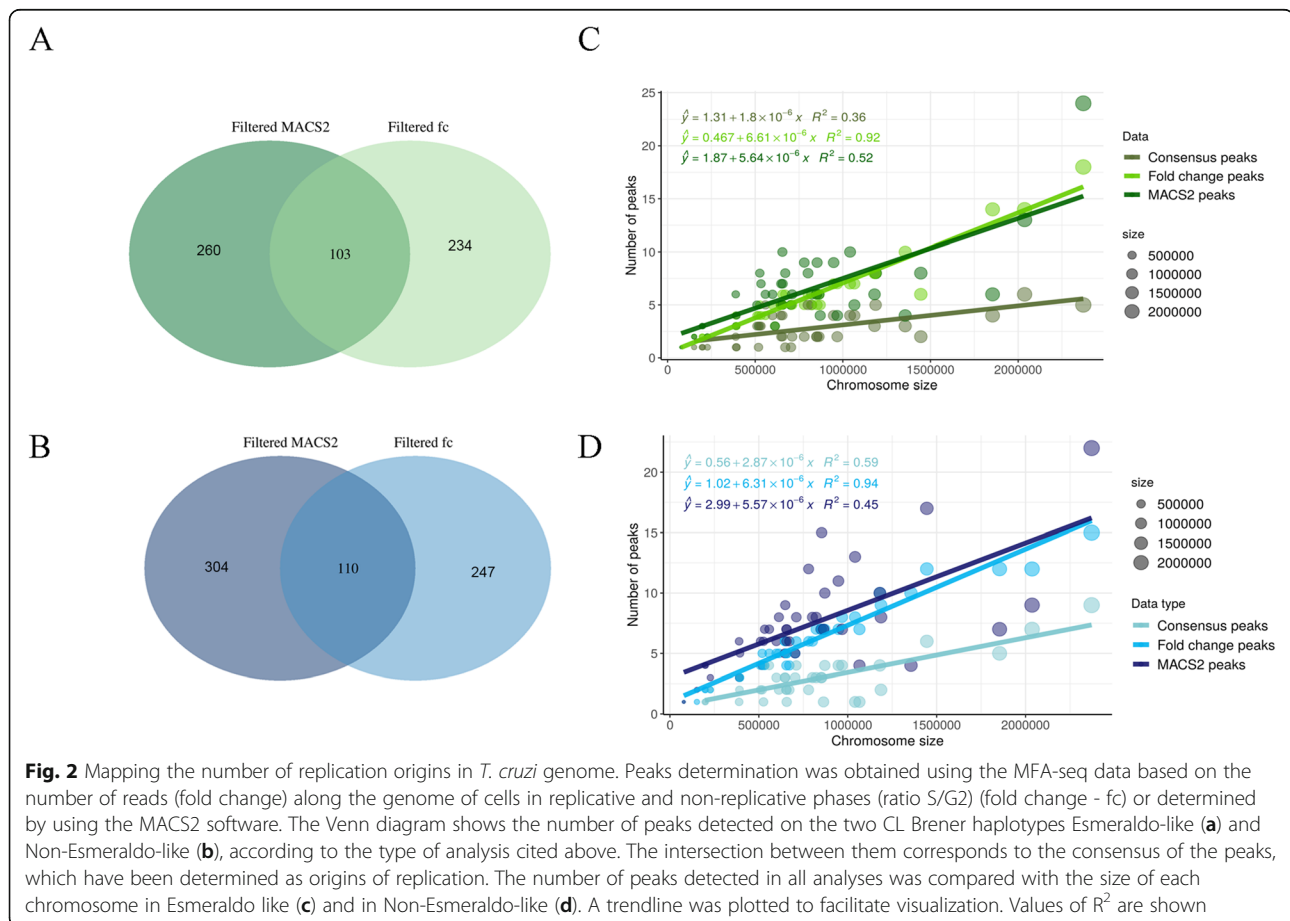 A
Filtered MACS2
Filtered fc
260
103
234
B
Filtered MACS2
Filtered fc
304
110
247
C
25
20
15
10
5
0
Number of peaks
ŷ = 1.31 + 1.8 × 10⁻⁶ x R² = 0.36
ŷ = 0.467 + 6.61 × 10⁻⁶ x R² = 0.92
ŷ = 1.87 + 5.64 × 10⁻⁶ x R² = 0.52
0 500000 1000000 1500000 2000000
Chromosome size
Data
Consensus peaks
Fold change peaks
MACS2 peaks
size
500000
1000000
1500000
2000000
D
20
15
10
5
0
Number of peaks
ŷ = 0.56 + 2.87 × 10⁻⁶ x R² = 0.59
ŷ = 1.02 + 6.31 × 10⁻⁶ x R² = 0.94
ŷ = 2.99 + 5.57 × 10⁻⁶ x R² = 0.45
0 500000 1000000 1500000 2000000
Chromosome size
size
500000
1000000
1500000
2000000
Data type
Consensus peaks
Fold change peaks
MACS2 peaks
Fig. 2 Mapping the number of replication origins in T. cruzi genome. Peaks determination was obtained using the MFA-seq data based on the
number of reads (fold change) along the genome of cells in replicative and non-replicative phases (ratio S/G2) (fold change - fc) or determined
by using the MACS2 software. The Venn diagram shows the number of peaks detected on the two CL Brener haplotypes Esmeraldo-like (a) and
Non-Esmeraldo-like (b), according to the type of analysis cited above. The intersection between them corresponds to the consensus of the peaks,
which have been determined as origins of replication. The number of peaks detected in all analyses was compared with the size of each
chromosome in Esmeraldo like (c) and in Non-Esmeraldo-like (d). A trendline was plotted to facilitate visualization. Values of R² are shown